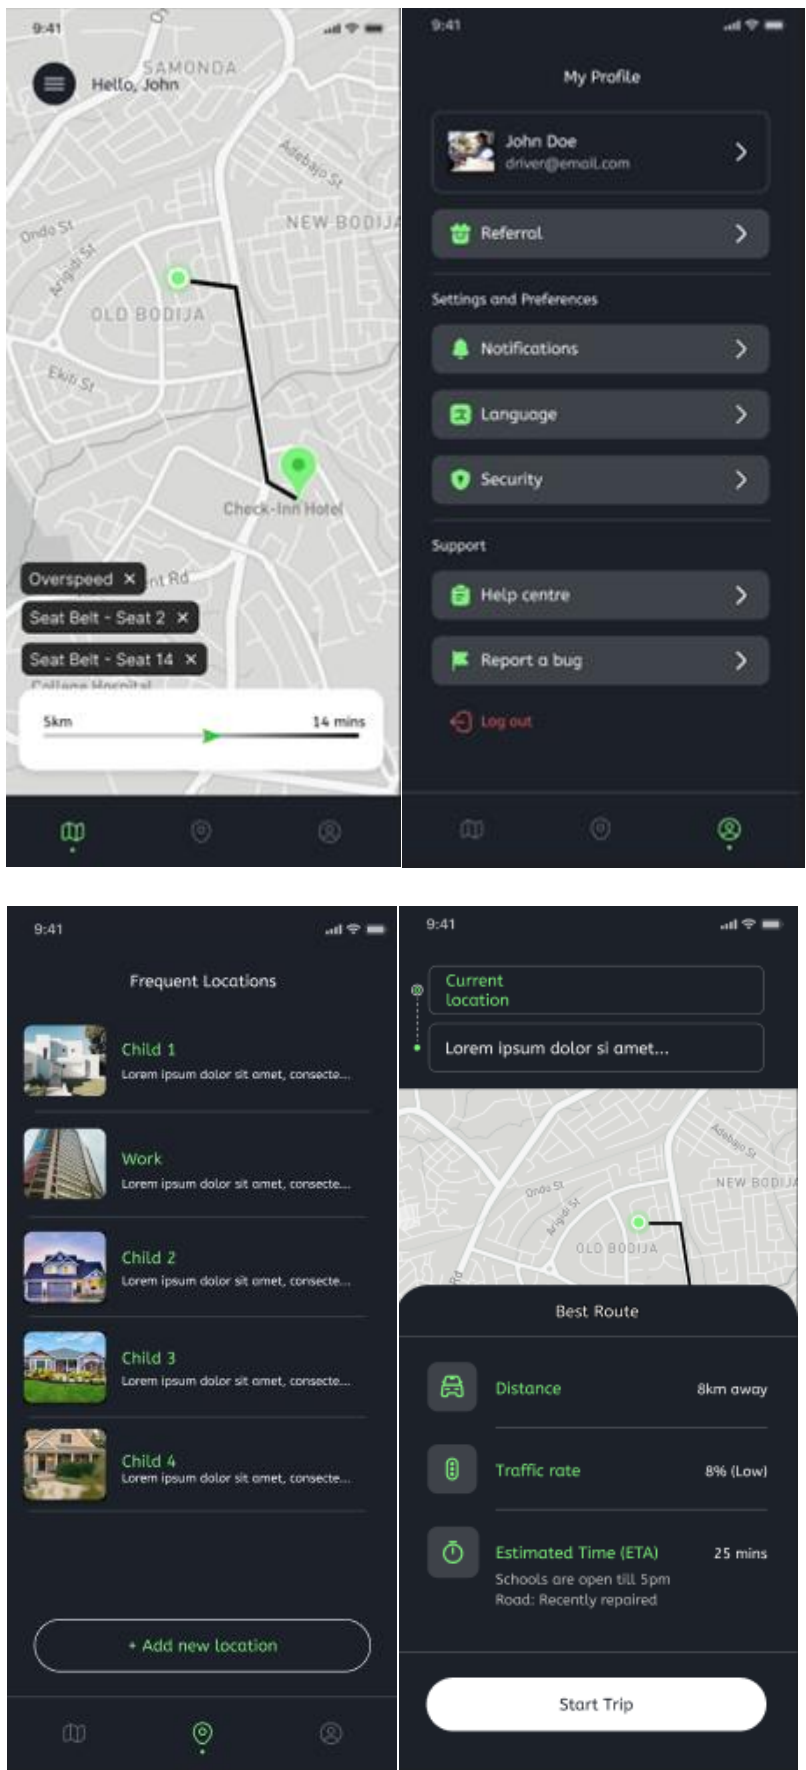 9:41
SAMONDA
Hello, John
Adebajo St
NEW BODIJA
Ondo St
Arigidi St
OLD BODIJA
Ekiti St
Check-Inn Hotel
Overspeed ×
nt Rd
Seat Belt - Seat 2 ×
Seat Belt - Seat 14 ×
College Hospital
5km
14 mins
9:41
My Profile
John Doe
driver@email.com
Referral
Settings and Preferences
Notifications
Language
Security
Support
Help centre
Report a bug
Log out
9:41
Frequent Locations
Child 1
Lorem ipsum dolor sit amet, consecte...
Work
Lorem ipsum dolor sit amet, consecte...
Child 2
Lorem ipsum dolor sit amet, consecte...
Child 3
Lorem ipsum dolor sit amet, consecte...
Child 4
Lorem ipsum dolor sit amet, consecte...
+ Add new location
9:41
Current
location
Lorem ipsum dolor si amet...
Adebajo St
Ondo St
NEW BODIJA
Arigidi St
OLD BODIJA
Rd
Best Route
Distance
8km away
Traffic rate
8% (Low)
Estimated Time (ETA)
25 mins
Schools are open till 5pm
Road: Recently repaired
Start Trip